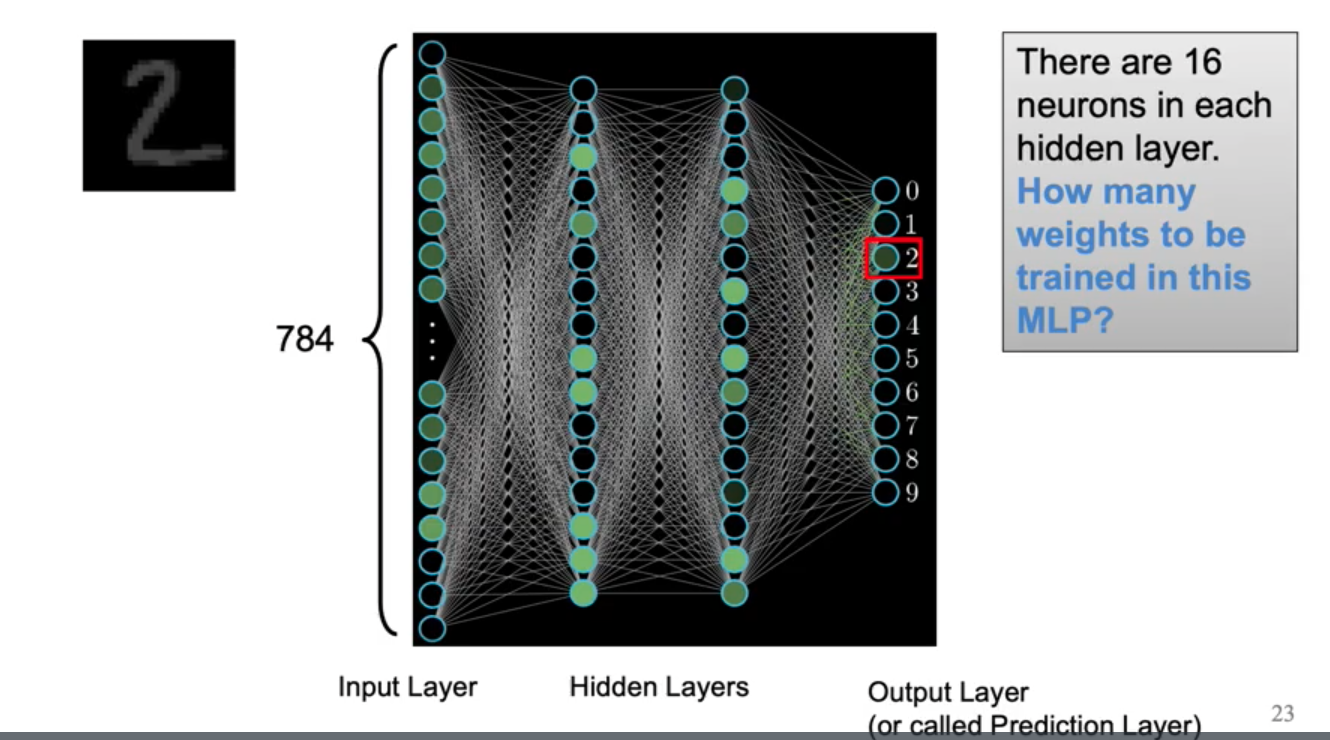 There are 16
neurons in each
hidden layer.
How many
weights to be
trained in this
MLP?
784
0
1
2
3
4
5
6
7
8
9
Input Layer
Hidden Layers
Output Layer
(or called Prediction Layer)
23